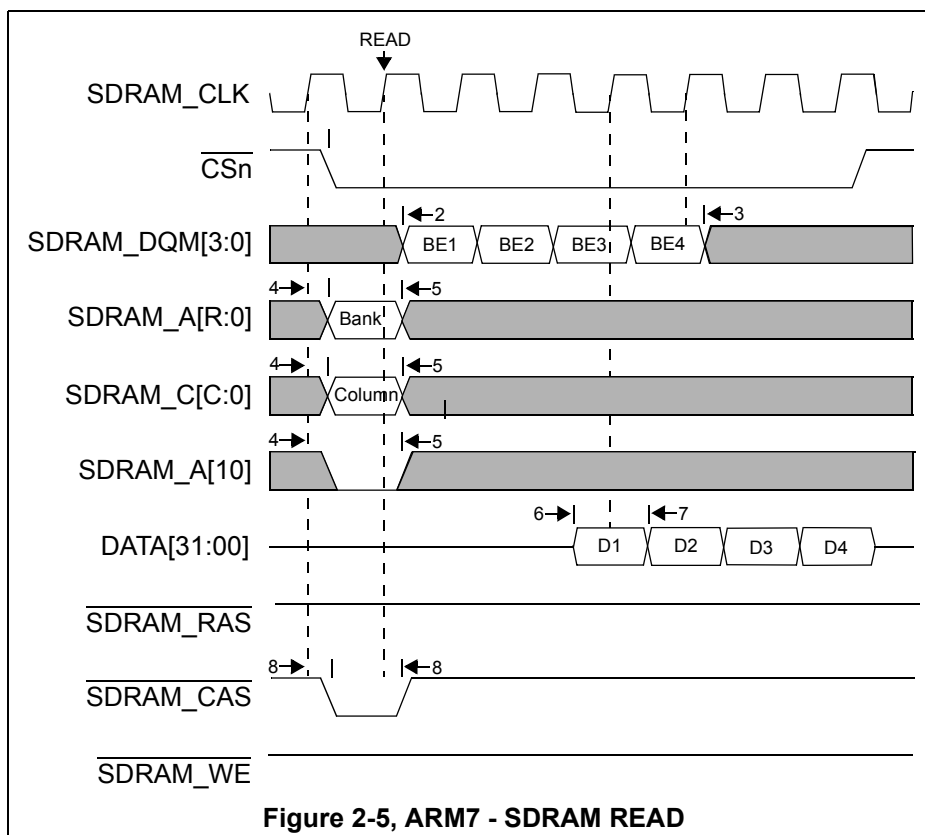 READ
SDRAM_CLK
CSn
2 3
SDRAM_DQM[3:0] BE1 BE2 BE3 BE4
4 5
SDRAM_A[R:0] Bank
4 5
SDRAM_C[C:0] Column
4 5
SDRAM_A[10]
6 7
DATA[31:00] D1 D2 D3 D4
SDRAM_RAS
8 8
SDRAM_CAS
SDRAM_WE
Figure 2-5, ARM7 - SDRAM READ